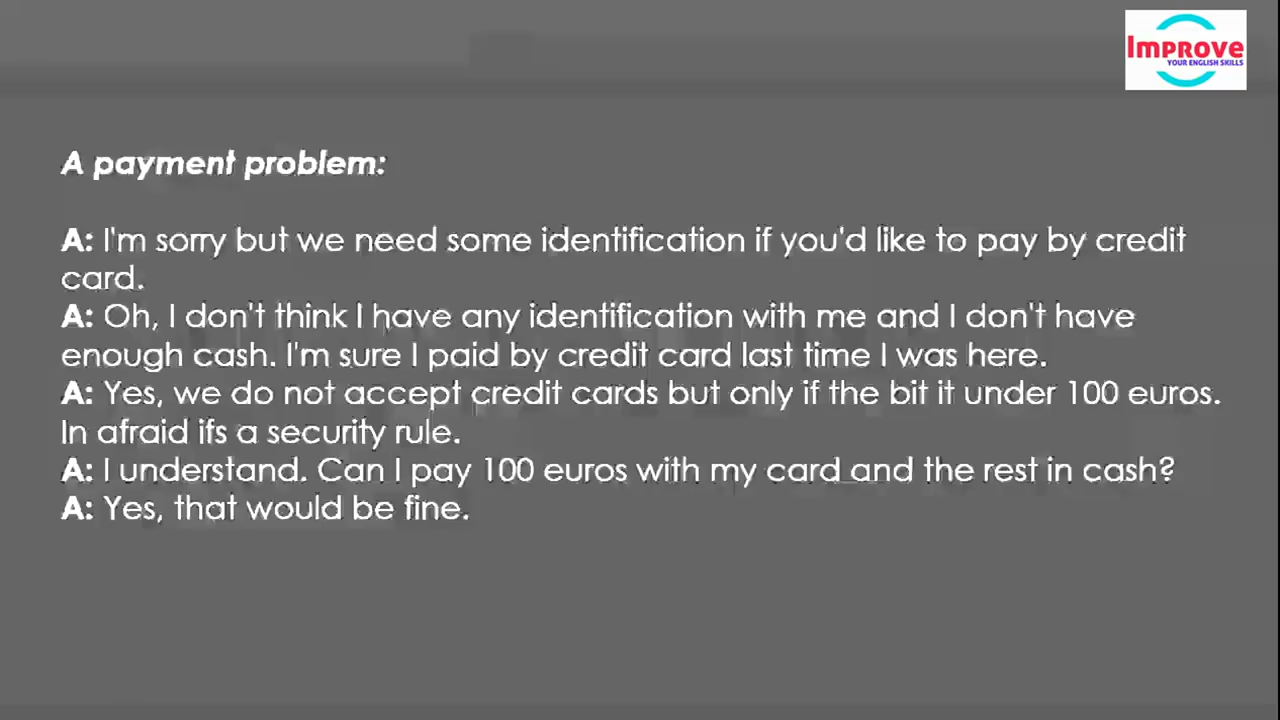 Improve
YOUR ENGLISH SKILLS
A payment problem:
A: I'm sorry but we need some identification if you'd like to pay by credit
card.
A: Oh, I don't think I have any identification with me and I don't have
enough cash. I'm sure I paid by credit card last time I was here.
A: Yes, we do not accept credit cards but only if the bit it under 100 euros.
In afraid ifs a security rule.
A: I understand. Can I pay 100 euros with my card and the rest in cash?
A: Yes, that would be fine.